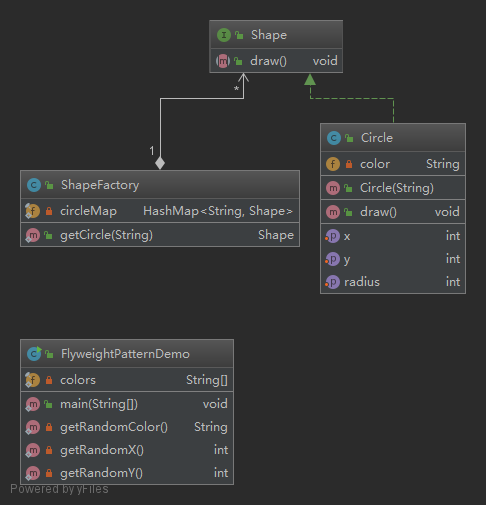 Shape
draw() void
*
1
Circle
color String
Circle(String)
draw() void
x int
y int
radius int
ShapeFactory
circleMap HashMap<String, Shape>
getCircle(String) Shape
FlyweightPatternDemo
colors String[]
main(String[]) void
getRandomColor() String
getRandomX() int
getRandomY() int
Powered by yFiles